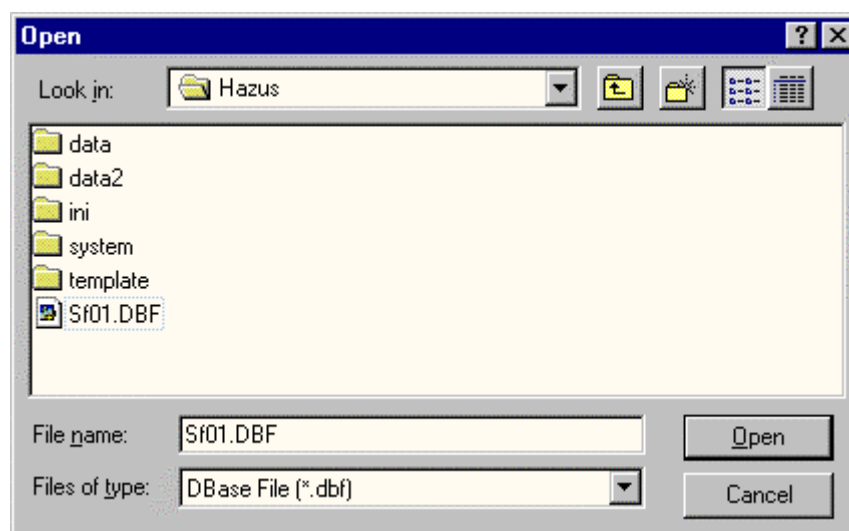 Open
Look in: Hazus
data
data2
ini
system
template
Sf01.DBF
File name: Sf01.DBF Open
Files of type: DBase File (*.dbf) Cancel